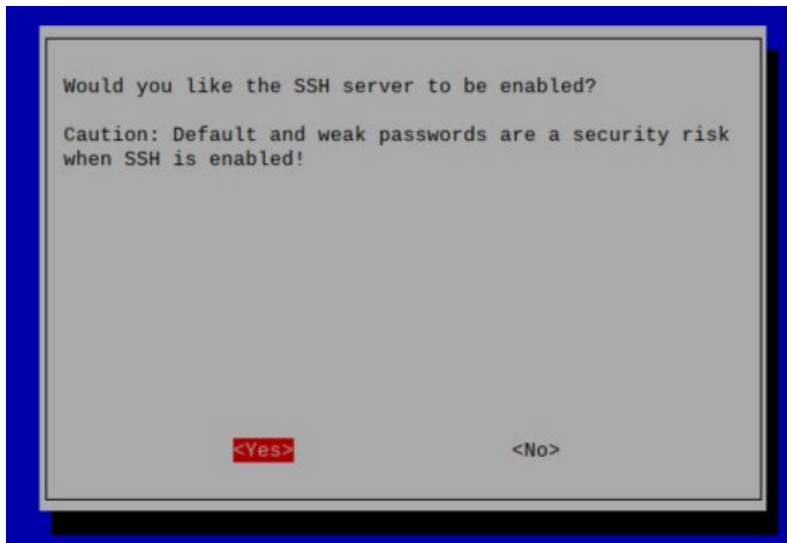 Would you like the SSH server to be enabled?
Caution: Default and weak passwords are a security risk
when SSH is enabled!
<Yes> <No>